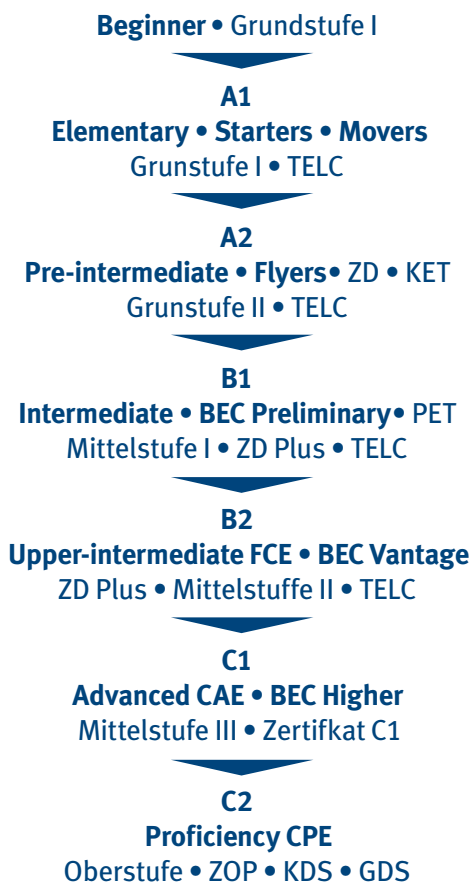 Beginner • Grundstufe I
A1
Elementary • Starters • Movers
Grunstufe I • TELC
A2
Pre-intermediate • Flyers• ZD • KET
Grunstufe II • TELC
B1
Intermediate • BEC Preliminary• PET
Mittelstufe I • ZD Plus • TELC
B2
Upper-intermediate FCE • BEC Vantage
ZD Plus • Mittelstuffe II • TELC
C1
Advanced CAE • BEC Higher
Mittelstufe III • Zertifkat C1
C2
Proficiency CPE
Oberstufe • ZOP • KDS • GDS